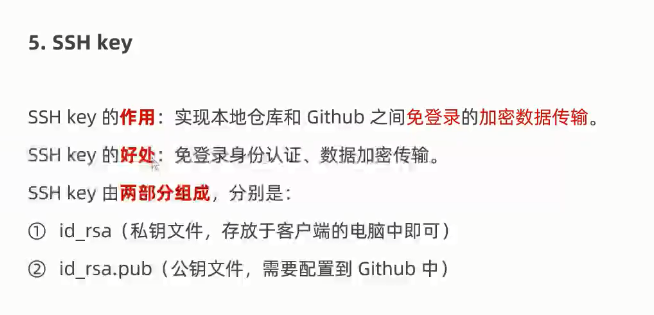 5. SSH key
SSH key 的作用：实现本地仓库和 Github 之间免登录的加密数据传输。
SSH key 的好处：免登录身份认证、数据加密传输。
SSH key 由两部分组成，分别是：
① id_rsa（私钥文件，存放于客户端的电脑中即可）
② id_rsa.pub（公钥文件，需要配置到 Github 中）